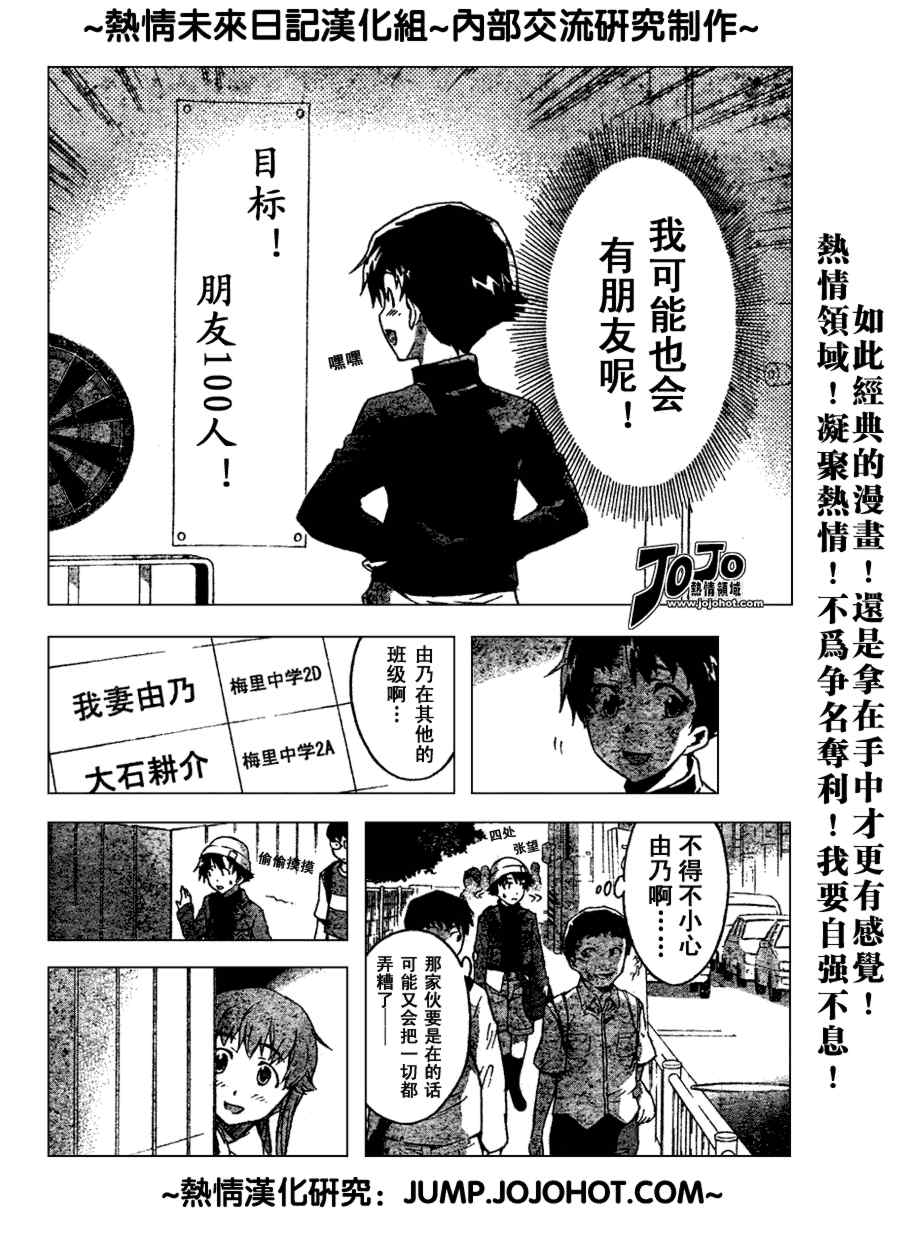 ~熱情未來日記漢化組~內部交流研究制作~
我可能也会
有朋友呢！
目标！
朋友100人！
嘿嘿
JOJO
熱情領域
www.jojohot.com
由乃在其他的
班级啊…
我妻由乃
梅里中学2D
大石耕介
梅里中学2A
不得不小心
由乃啊……
四处
张望
那家伙要是在的话
可能又会把一切都
弄糟了——
偷偷摸摸
如此經典的漫畫！還是拿在手中才更有感覺！
熱情領域！凝聚熱情！不爲争名奪利！我要自强不息！
~熱情漢化研究：JUMP.JOJOHOT.COM~